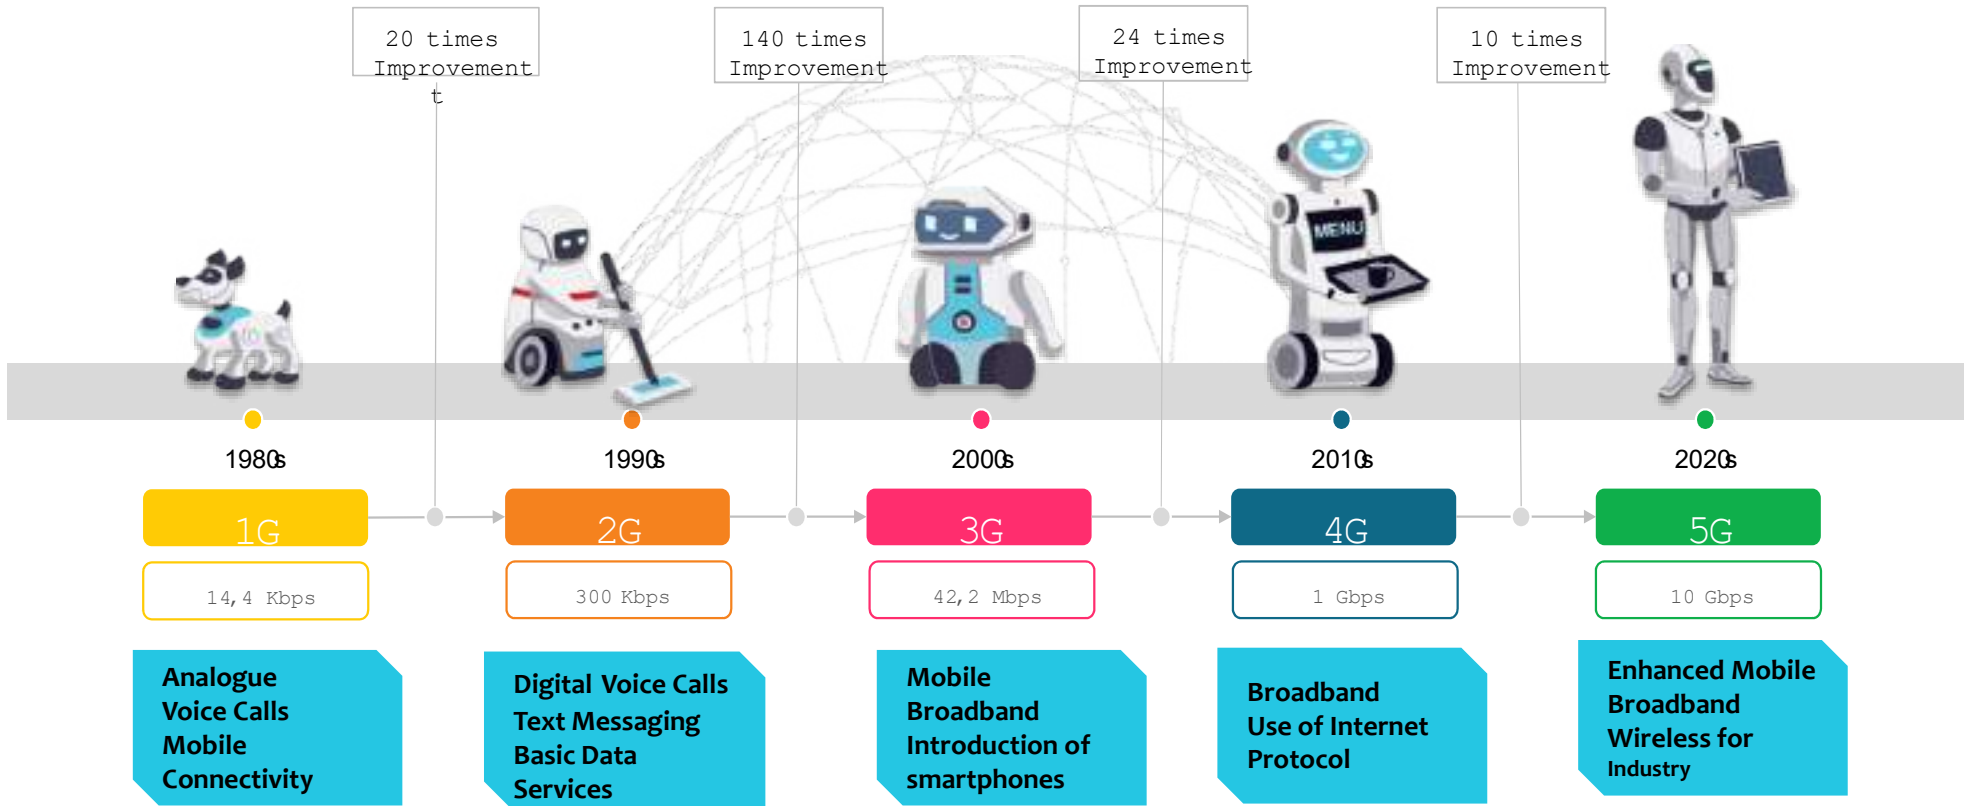 20 times
Improvement
t
140 times
Improvement
24 times
Improvement
10 times
Improvement
MENU
1980s
1990s
2000s
2010s
2020s
1G
2G
3G
4G
5G
14,4 Kbps
300 Kbps
42,2 Mbps
1 Gbps
10 Gbps
Analogue
Voice Calls
Mobile
Connectivity
Digital Voice Calls
Text Messaging
Basic Data
Services
Mobile
Broadband
Introduction of
smartphones
Broadband
Use of Internet
Protocol
Enhanced Mobile
Broadband
Wireless for
Industry